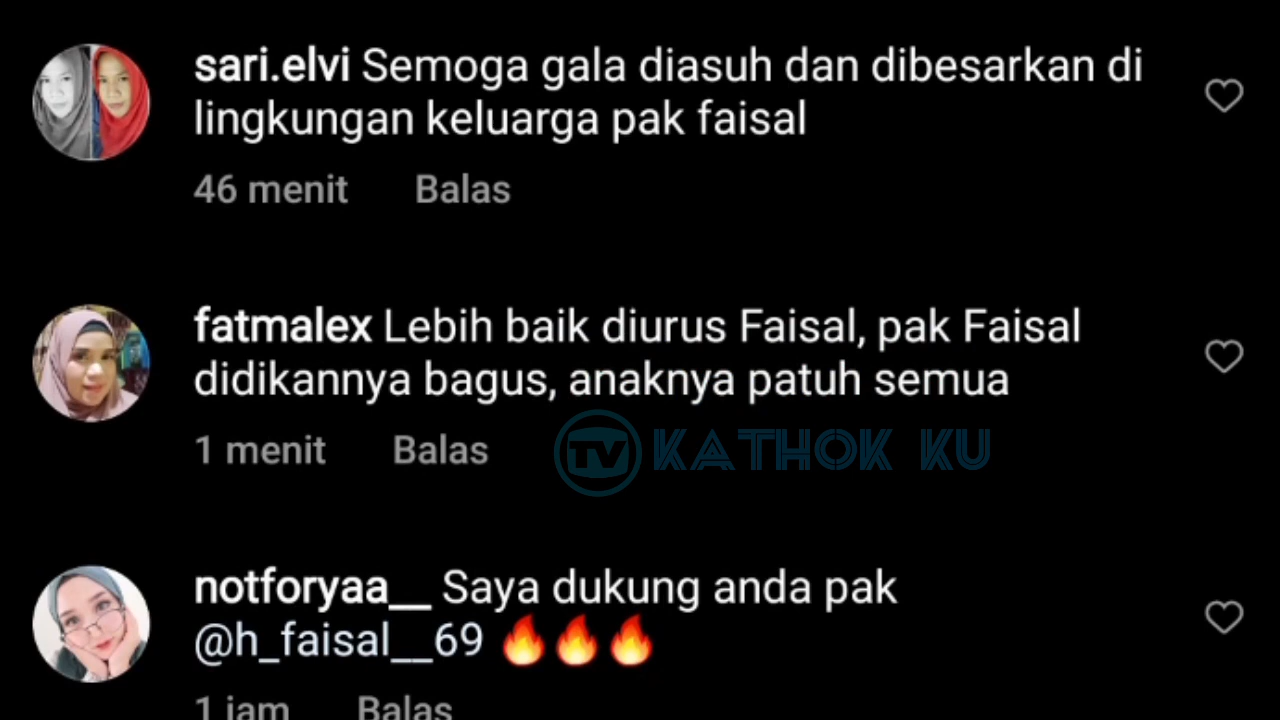 sari.elvi Semoga gala diasuh dan dibesarkan di
lingkungan keluarga pak faisal
46 menit Balas
fatmalex Lebih baik diurus Faisal, pak Faisal
didikannya bagus, anaknya patuh semua
1 menit Balas
TV KATHOK KU
notforyaa__ Saya dukung anda pak
@h_faisal__69 🔥🔥🔥
1 jam Balas